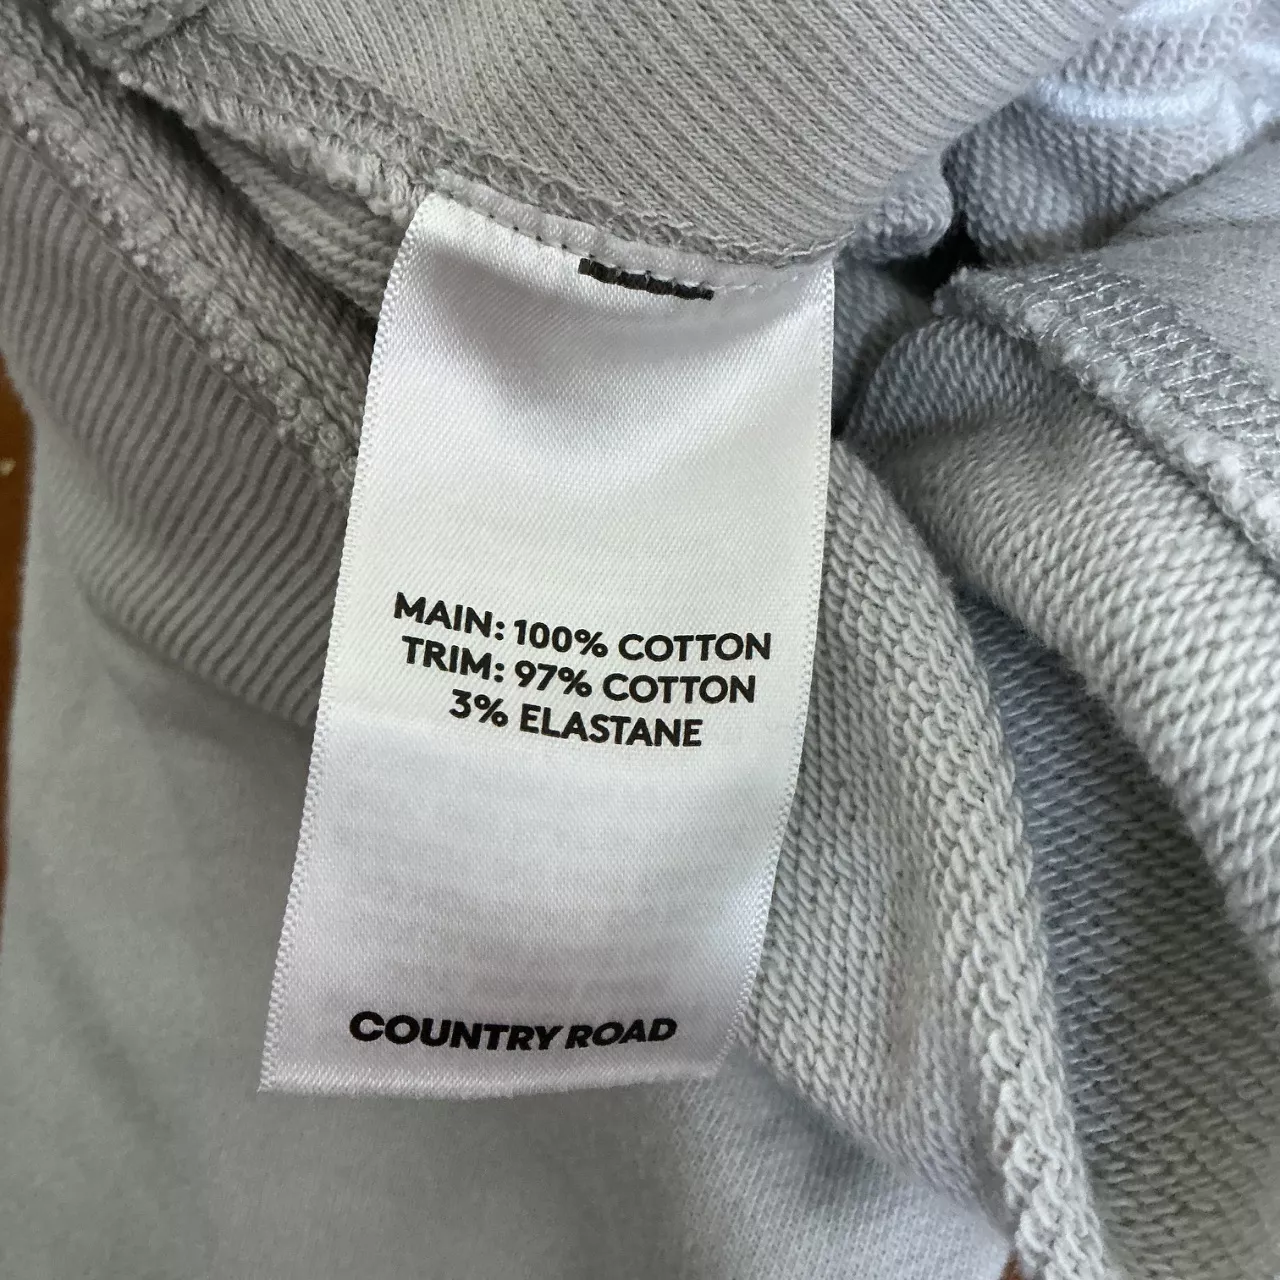 MAIN: 100% COTTON
TRIM: 97% COTTON
3% ELASTANE
COUNTRY ROAD